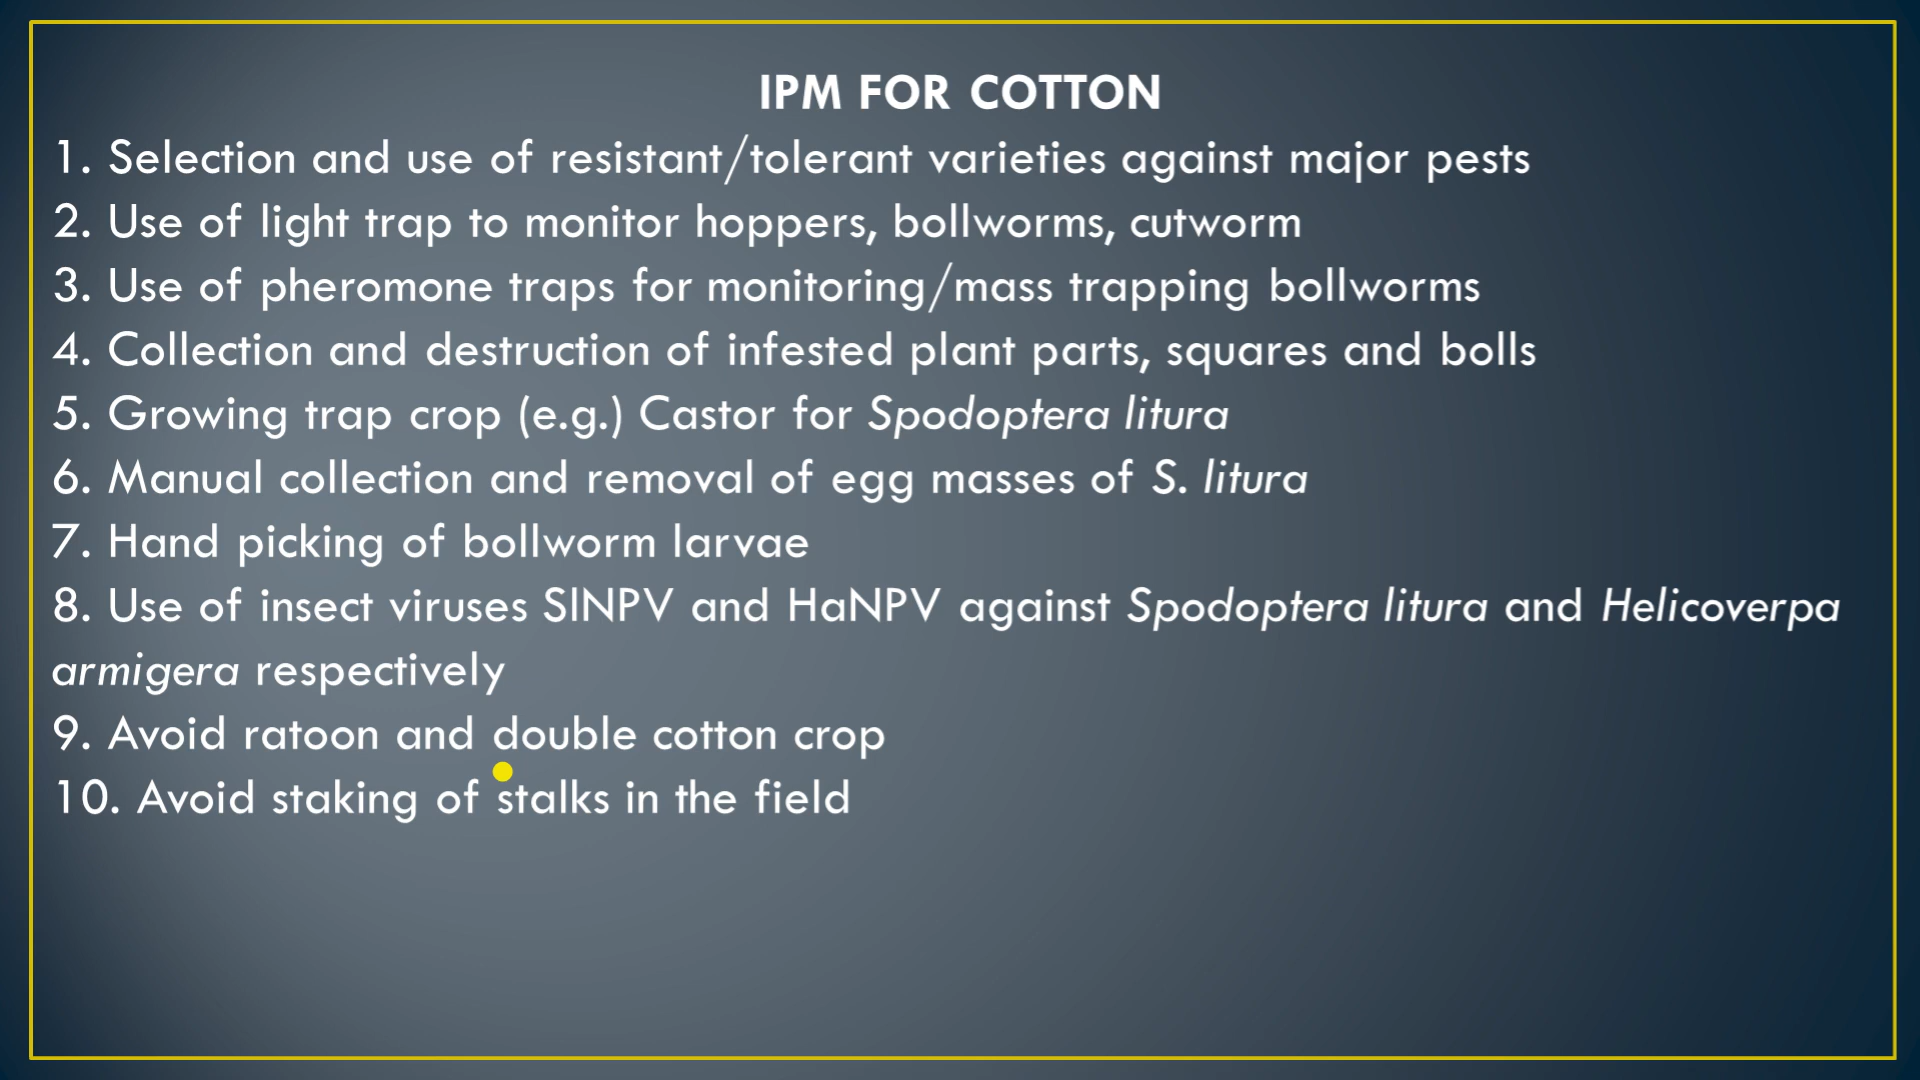 IPM FOR COTTON
1. Selection and use of resistant/tolerant varieties against major pests
2. Use of light trap to monitor hoppers, bollworms, cutworm
3. Use of pheromone traps for monitoring/mass trapping bollworms
4. Collection and destruction of infested plant parts, squares and bolls
5. Growing trap crop (e.g.) Castor for Spodoptera litura
6. Manual collection and removal of egg masses of S. litura
7. Hand picking of bollworm larvae
8. Use of insect viruses SlNPV and HaNPV against Spodoptera litura and Helicoverpa
armigera respectively
9. Avoid ratoon and double cotton crop
10. Avoid staking of stalks in the field